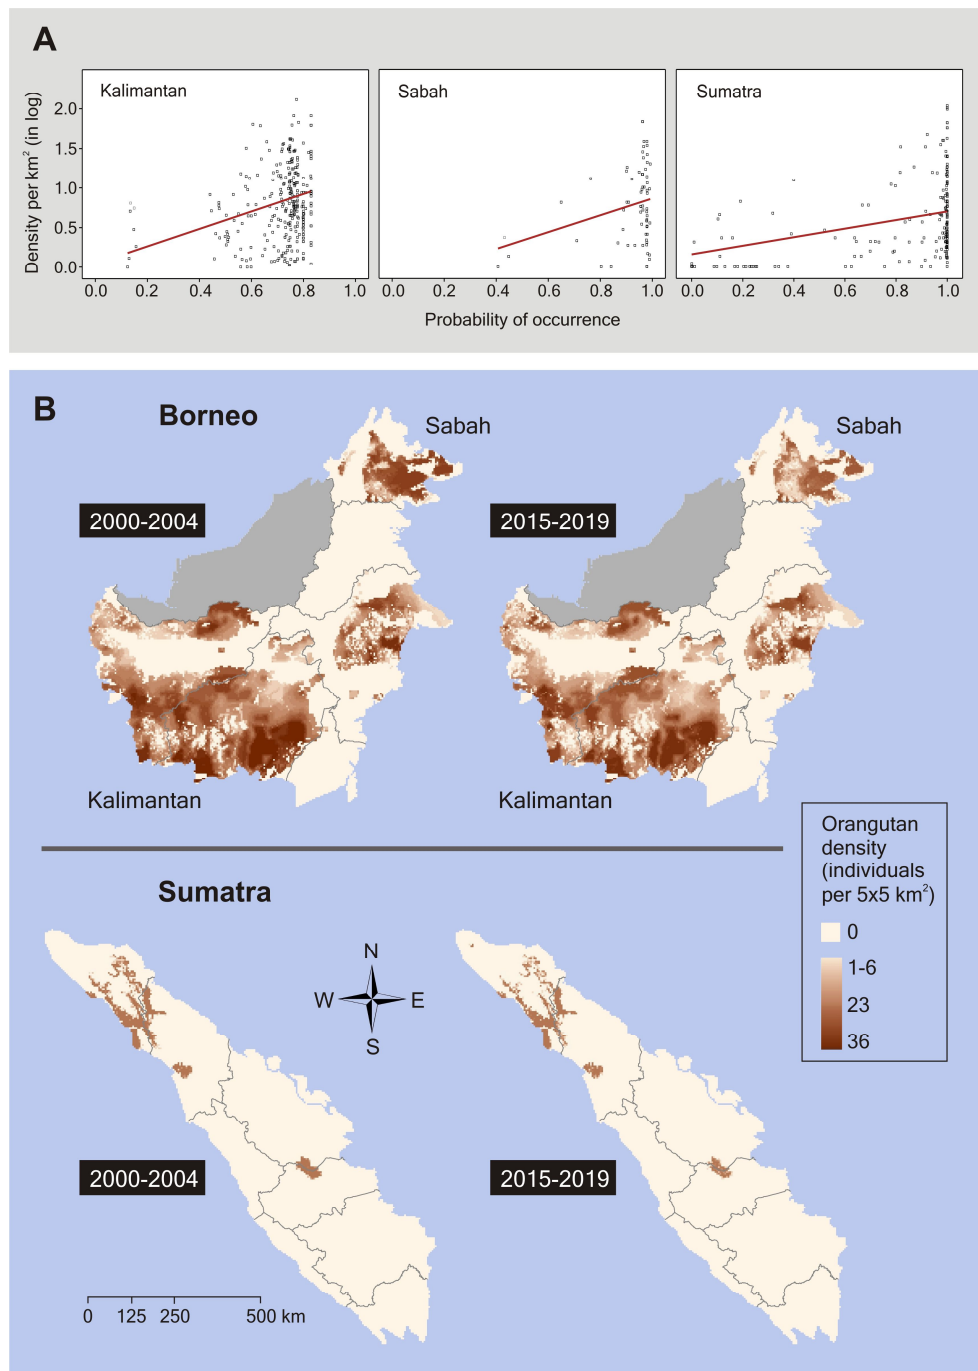 A
Kalimantan
Sabah
Sumatra
Density per km² (in log)
2.0
1.5
1.0
0.5
0.0
0.0 0.2 0.4 0.6 0.8 1.0
0.0 0.2 0.4 0.6 0.8 1.0
0.0 0.2 0.4 0.6 0.8 1.0
Probability of occurrence
B
Borneo
Sabah
Sabah
2000-2004
2015-2019
Kalimantan
Kalimantan
Orangutan
density
(individuals
per 5x5 km²)
0
1-6
23
36
Sumatra
N
W E
S
2000-2004
2015-2019
0 125 250 500 km